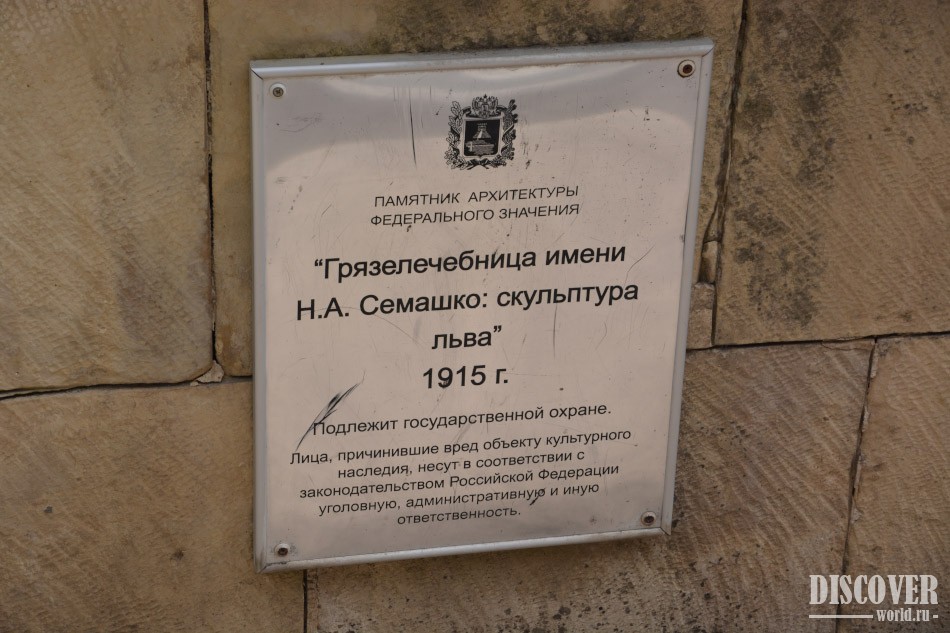 ПАМЯТНИК АРХИТЕКТУРЫ
ФЕДЕРАЛЬНОГО ЗНАЧЕНИЯ
“Грязелечебница имени
Н.А. Семашко: скульптура
льва”
1915 г.
Подлежит государственной охране.
Лица, причинившие вред объекту культурного
наследия, несут в соответствии с
законодательством Российской Федерации
уголовную, административную и иную
ответственность.
DISCOVER
world.ru